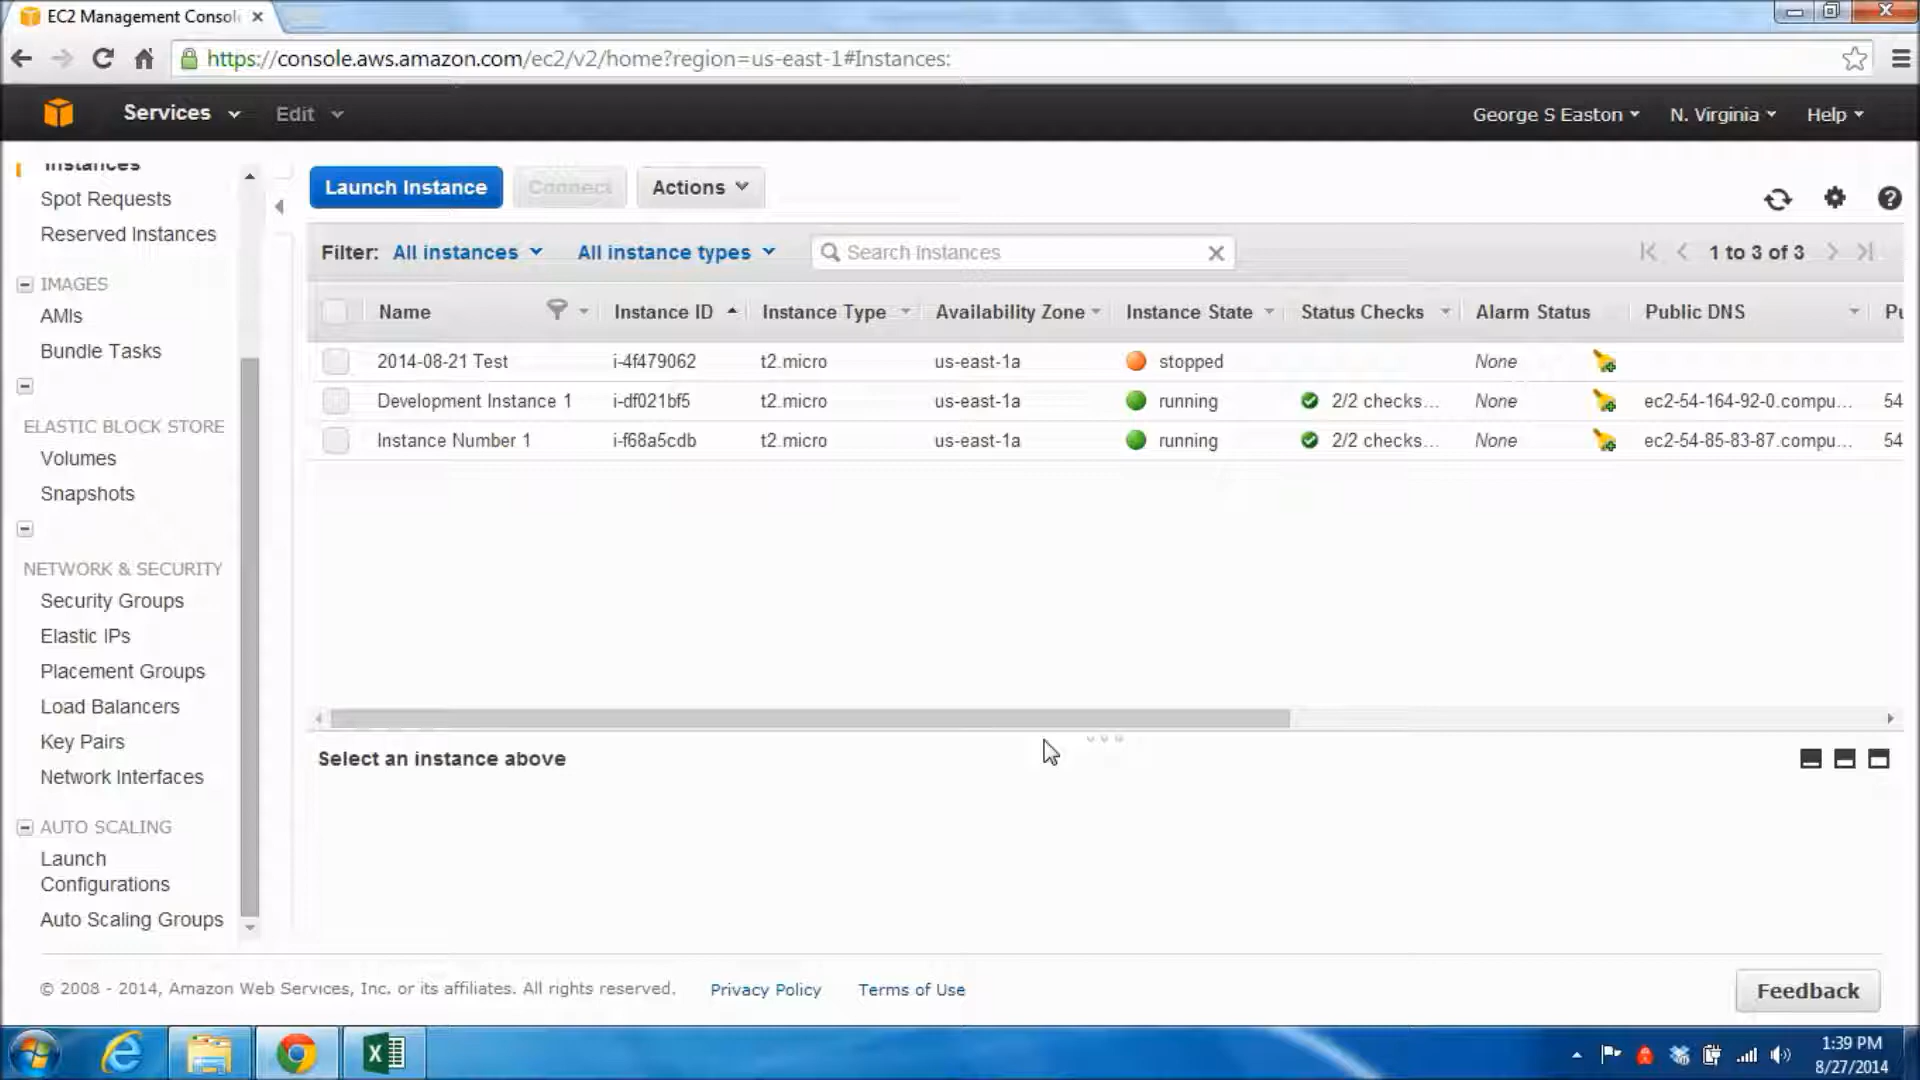 EC2 Management Consol
https://console.aws.amazon.com/ec2/v2/home?region=us-east-1#Instances:
Services Edit George S Easton N. Virginia Help
Instances
Spot Requests
Reserved Instances
IMAGES
AMIs
Bundle Tasks
ELASTIC BLOCK STORE
Volumes
Snapshots
NETWORK & SECURITY
Security Groups
Elastic IPs
Placement Groups
Load Balancers
Key Pairs
Network Interfaces
AUTO SCALING
Launch
Configurations
Auto Scaling Groups
Launch Instance Connect Actions
Filter: All instances All instance types Search Instances 1 to 3 of 3
Name Instance ID Instance Type Availability Zone Instance State Status Checks Alarm Status Public DNS Pu
2014-08-21 Test i-4f479062 t2.micro us-east-1a stopped None
Development Instance 1 i-df021bf5 t2.micro us-east-1a running 2/2 checks... None ec2-54-164-92-0.compu... 54
Instance Number 1 i-f68a5cdb t2.micro us-east-1a running 2/2 checks... None ec2-54-85-83-87.compu... 54
Select an instance above
© 2008 - 2014, Amazon Web Services, Inc. or its affiliates. All rights reserved. Privacy Policy Terms of Use Feedback
1:39 PM
8/27/2014